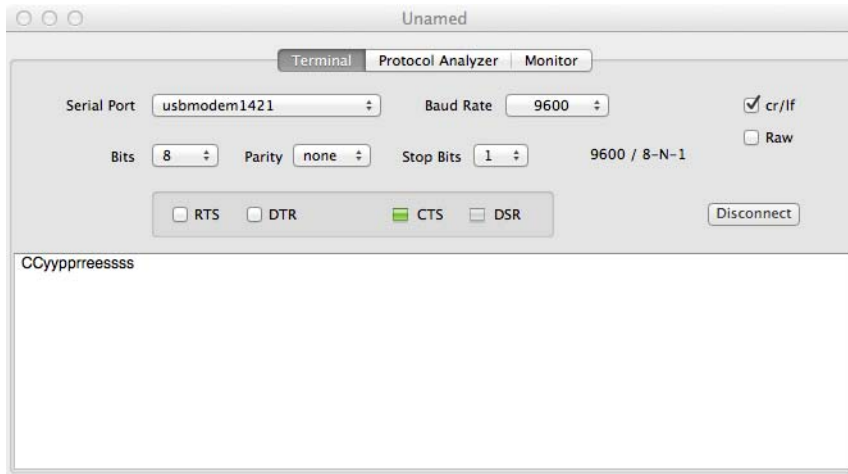 Unamed
Terminal Protocol Analyzer Monitor
Serial Port usbmodem1421 Baud Rate 9600 cr/lf
Raw
Bits 8 Parity none Stop Bits 1 9600 / 8-N-1
RTS DTR CTS DSR Disconnect
CCyypprreessss